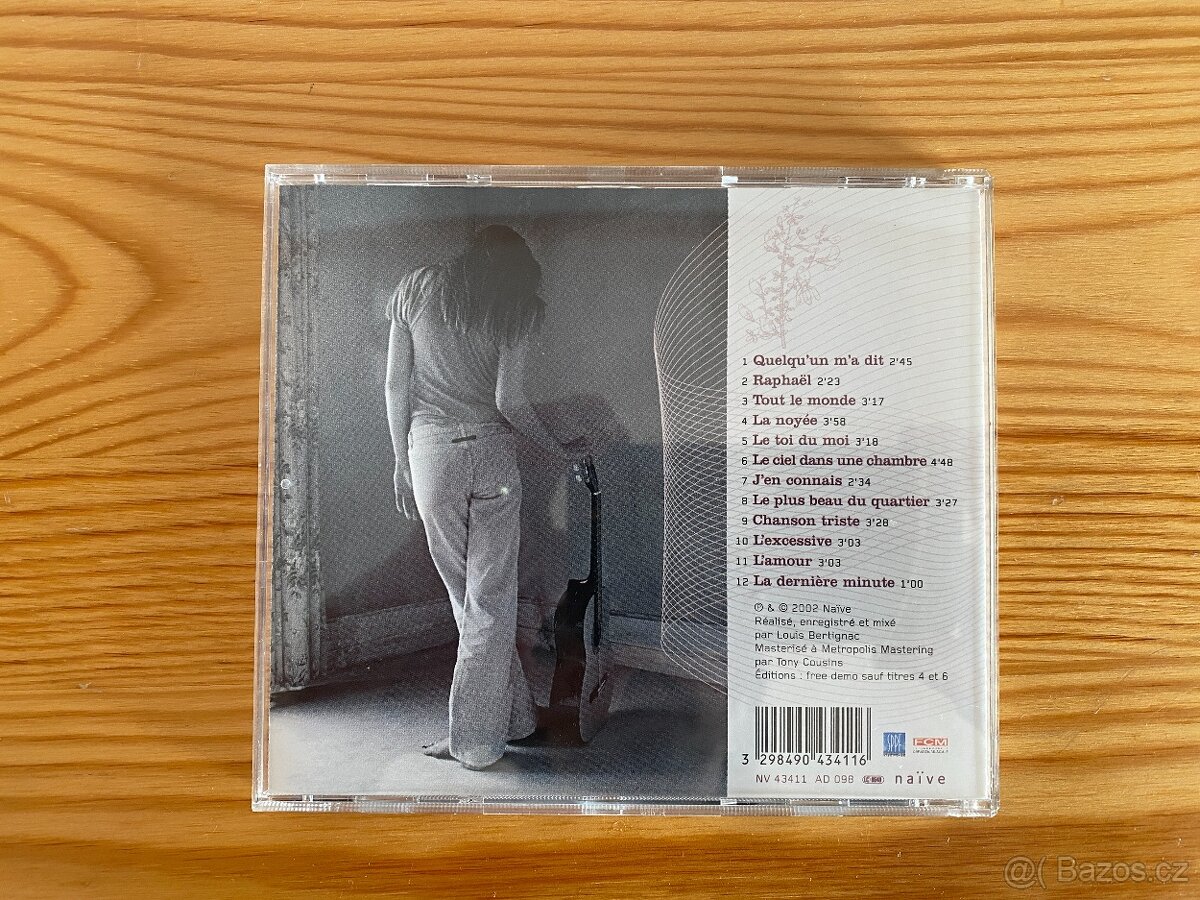 1 Quelqu'un m'a dit 2'45
2 Raphaël 2'23
3 Tout le monde 3'17
4 La noyée 3'58
5 Le toi du moi 3'18
6 Le ciel dans une chambre 4'48
7 J'en connais 2'34
8 Le plus beau du quartier 3'27
9 Chanson triste 3'28
10 L'excessive 3'03
11 L'amour 3'03
12 La dernière minute 1'00
℗ & © 2002 Naïve
Réalisé, enregistré et mixé
par Louis Bertignac
Masterisé à Metropolis Mastering
par Tony Cousins
Éditions : free demo sauf titres 4 et 6
3 298490 434116
SPPF
FCM
NV 43411 AD 098
naïve
@( Bazos.cz